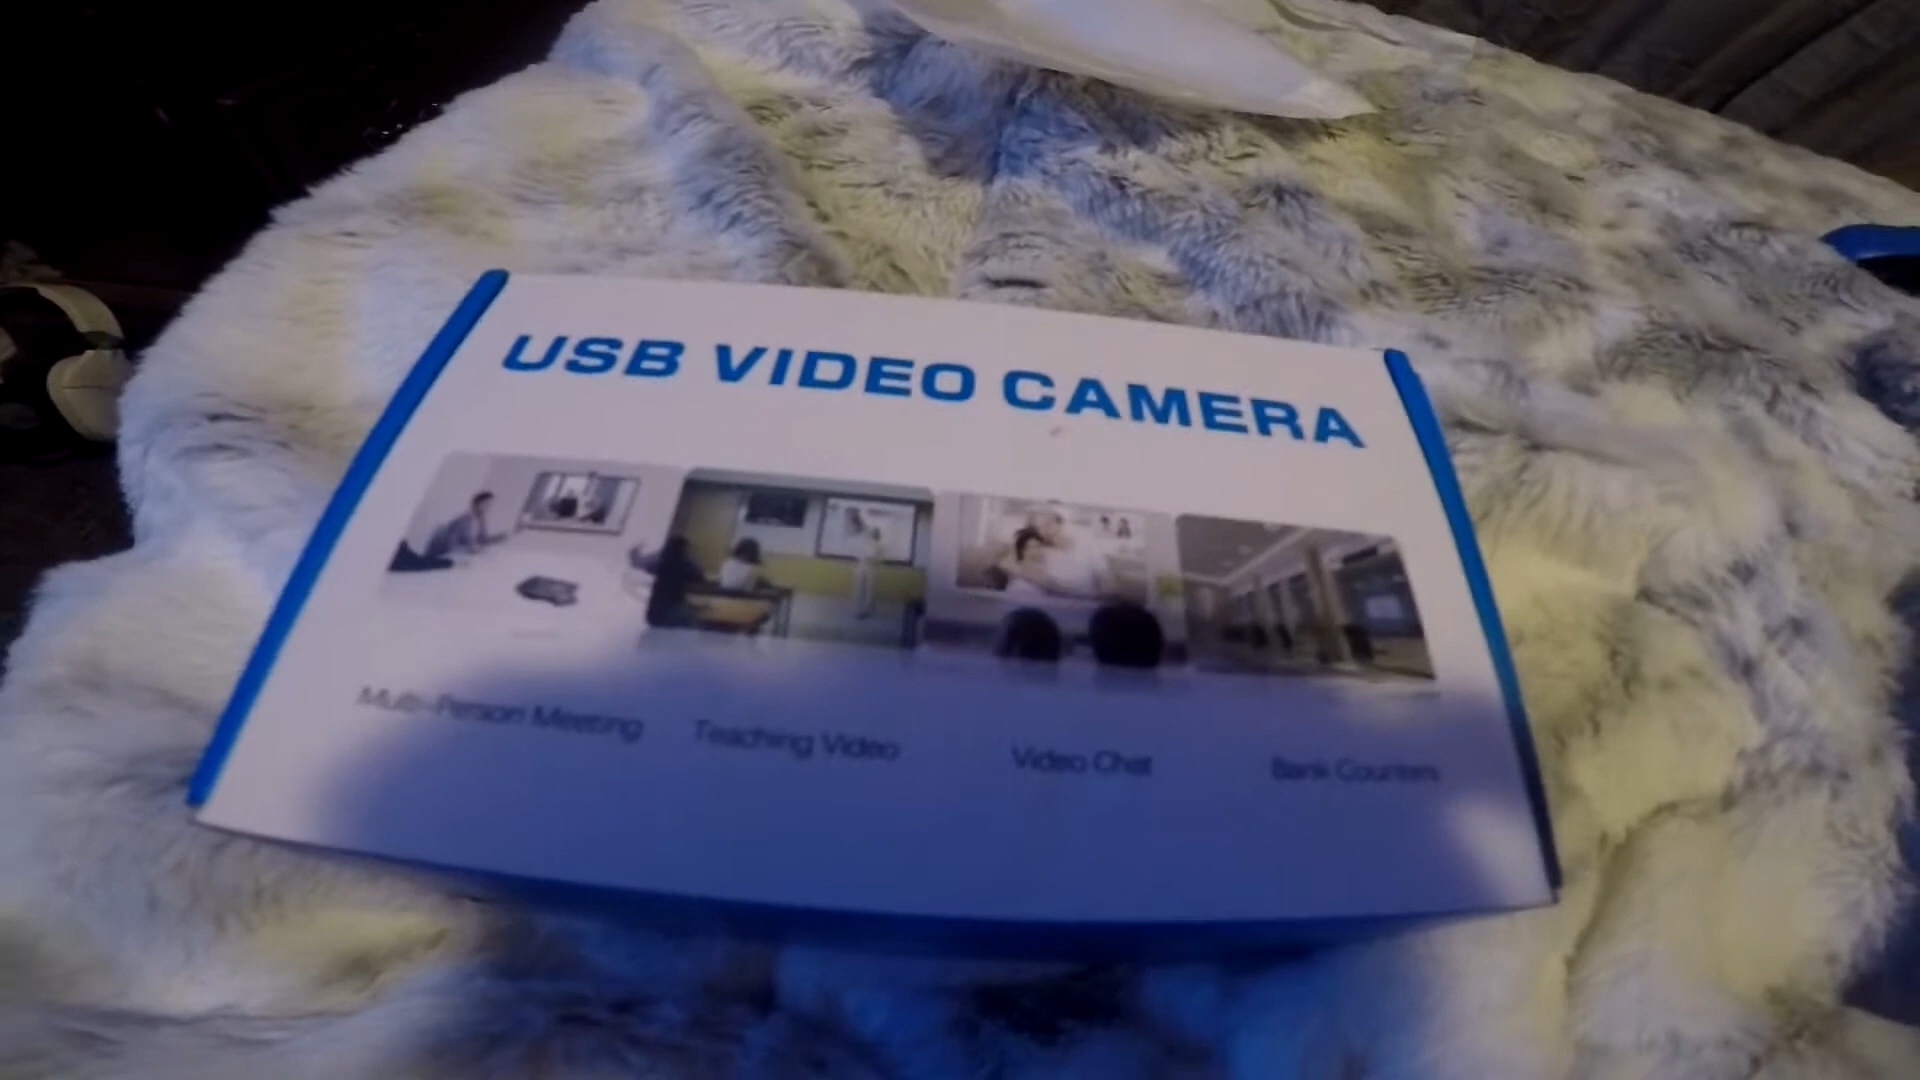 USB VIDEO CAMERA
Multi-Person Meeting
Teaching Video
Video Chat
Bank Counters